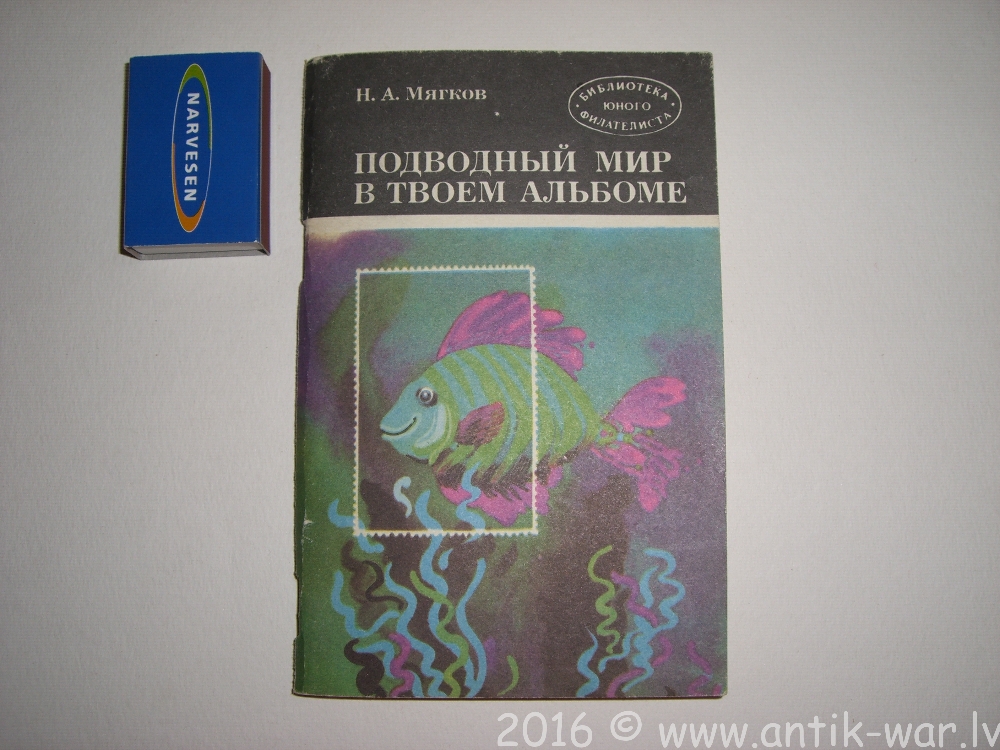 NARVESEN
Н. А. Мягков
• БИБЛИОТЕКА •
ЮНОГО
ФИЛАТЕЛИСТА
ПОДВОДНЫЙ МИР
В ТВОЕМ АЛЬБОМЕ
2016 © www.antik-war.lv